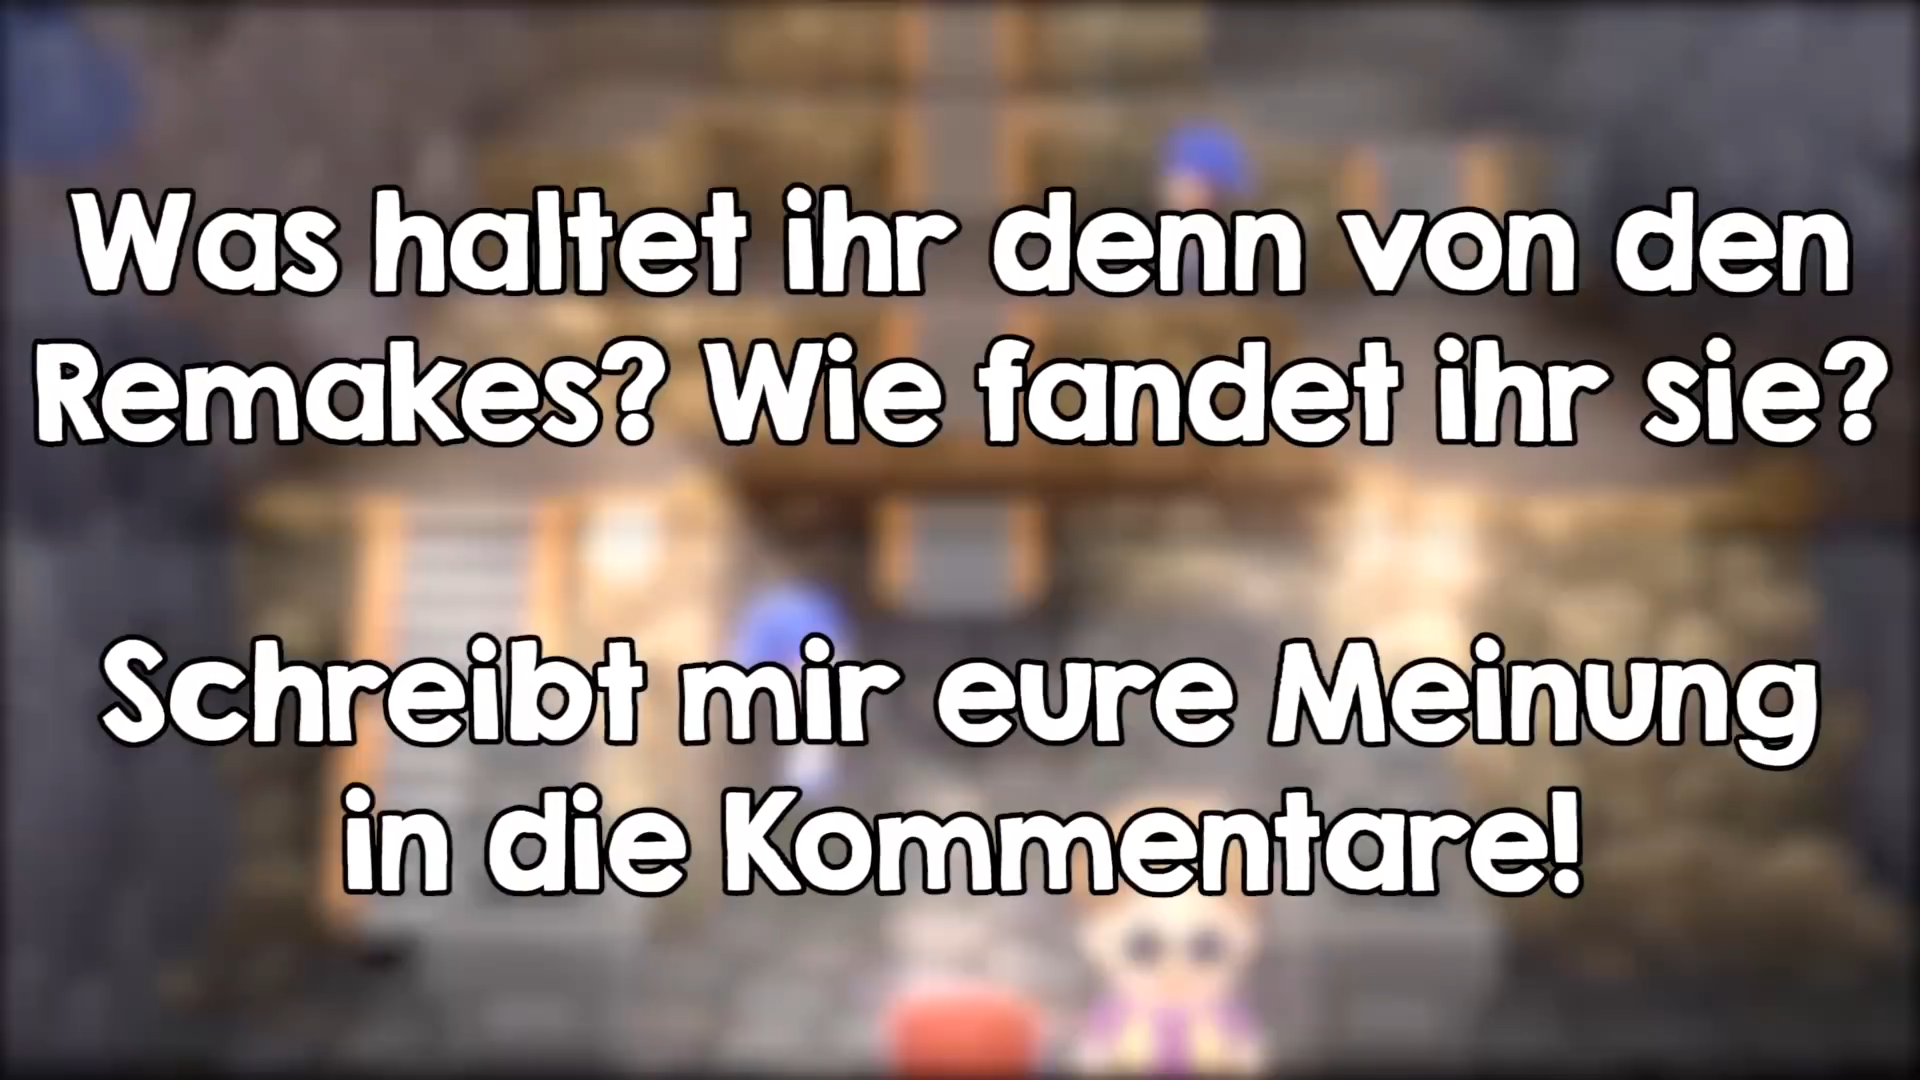 Was haltet ihr denn von den
Remakes? Wie fandet ihr sie?
Schreibt mir eure Meinung
in die Kommentare!